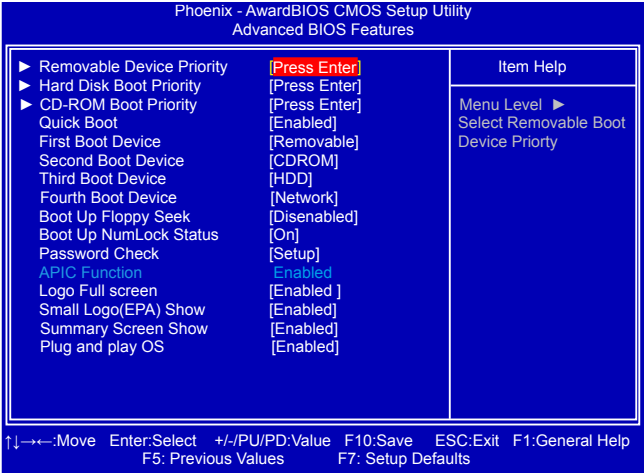 Phoenix - AwardBIOS CMOS Setup Utility
Advanced BIOS Features
► Removable Device Priority [Press Enter]
► Hard Disk Boot Priority [Press Enter]
► CD-ROM Boot Priority [Press Enter]
Quick Boot [Enabled]
First Boot Device [Removable]
Second Boot Device [CDROM]
Third Boot Device [HDD]
Fourth Boot Device [Network]
Boot Up Floppy Seek [Disenabled]
Boot Up NumLock Status [On]
Password Check [Setup]
APIC Function Enabled
Logo Full screen [Enabled ]
Small Logo(EPA) Show [Enabled]
Summary Screen Show [Enabled]
Plug and play OS [Enabled]
Item Help
Menu Level ►
Select Removable Boot
Device Priorty
↑↓→←:Move Enter:Select +/-/PU/PD:Value F10:Save ESC:Exit F1:General Help
F5: Previous Values F7: Setup Defaults